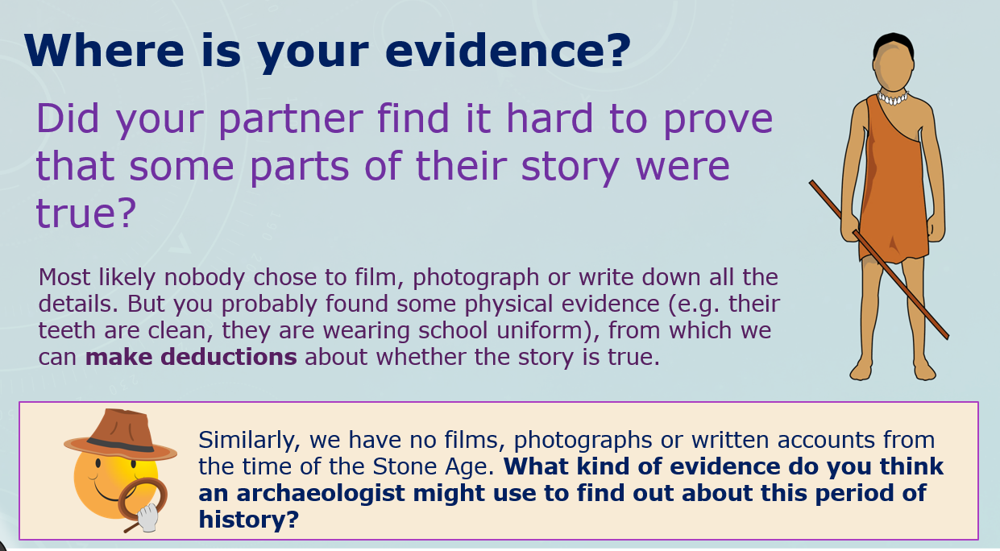 Where is your evidence?
Did your partner find it hard to prove
that some parts of their story were
true?
Most likely nobody chose to film, photograph or write down all the
details. But you probably found some physical evidence (e.g. their
teeth are clean, they are wearing school uniform), from which we
can make deductions about whether the story is true.
Similarly, we have no films, photographs or written accounts from
the time of the Stone Age. What kind of evidence do you think
an archaeologist might use to find out about this period of
history?